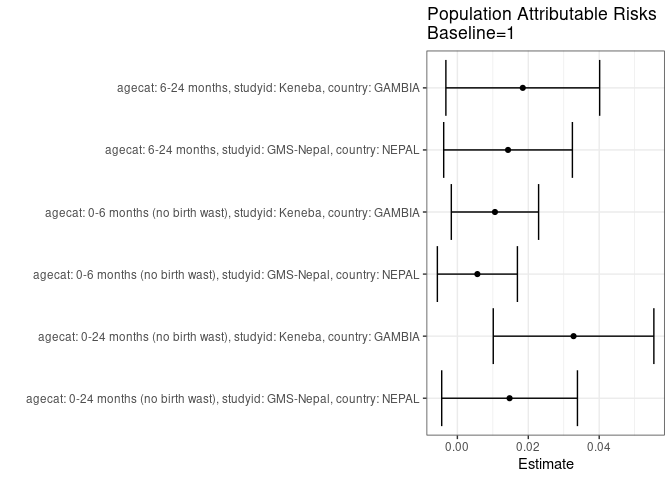 Population Attributable Risks
Baseline=1
agecat: 6-24 months, studyid: Keneba, country: GAMBIA
agecat: 6-24 months, studyid: GMS-Nepal, country: NEPAL
agecat: 0-6 months (no birth wast), studyid: Keneba, country: GAMBIA
agecat: 0-6 months (no birth wast), studyid: GMS-Nepal, country: NEPAL
agecat: 0-24 months (no birth wast), studyid: Keneba, country: GAMBIA
agecat: 0-24 months (no birth wast), studyid: GMS-Nepal, country: NEPAL
0.00 0.02 0.04
Estimate